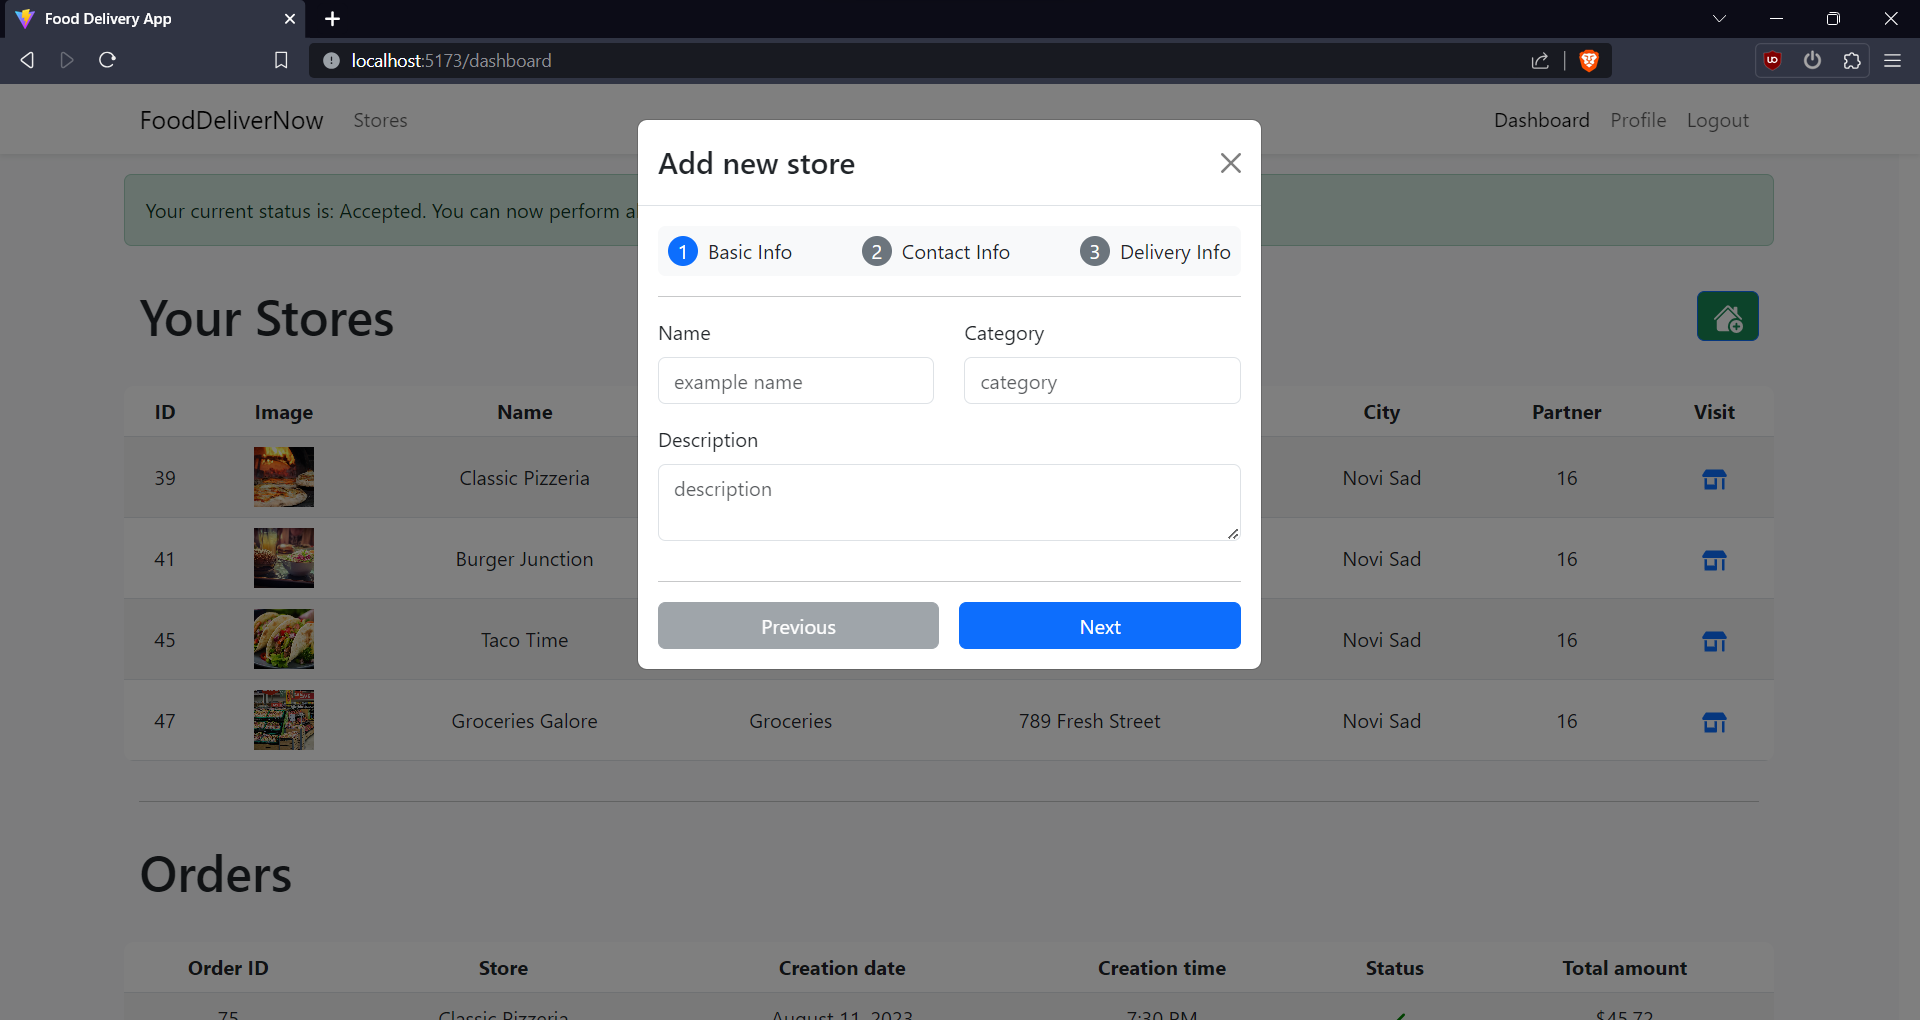 Food Delivery App
localhost:5173/dashboard
FoodDeliverNow Stores
Dashboard Profile Logout
Your current status is: Accepted. You can now perform a
Add new store
1 Basic Info 2 Contact Info 3 Delivery Info
Your Stores
Name Category
example name category
Description
description
Previous Next
ID Image Name City Partner Visit
39 Classic Pizzeria Novi Sad 16
41 Burger Junction Novi Sad 16
45 Taco Time Novi Sad 16
47 Groceries Galore Groceries 789 Fresh Street Novi Sad 16
Orders
Order ID Store Creation date Creation time Status Total amount
75 Classic Pizzeria August 11, 2023 7:30 PM $45.72